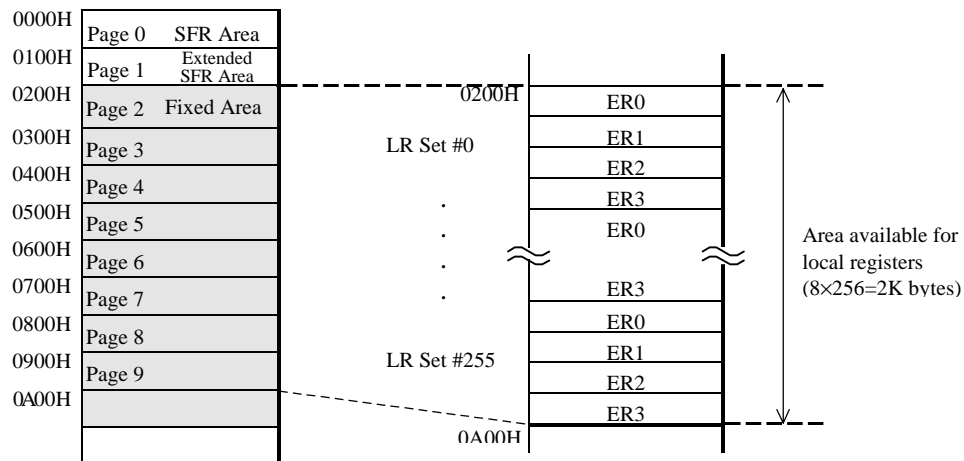 0000H
Page 0 SFR Area
0100H
Page 1 Extended SFR Area
0200H
Page 2 Fixed Area
0300H
Page 3
0400H
Page 4
0500H
Page 5
0600H
Page 6
0700H
Page 7
0800H
Page 8
0900H
Page 9
0A00H
LR Set #0
.
.
.
.
LR Set #255
0200H
ER0
ER1
ER2
ER3
ER0
ER3
ER0
ER1
ER2
ER3
0A00H
Area available for
local registers
(8×256=2K bytes)